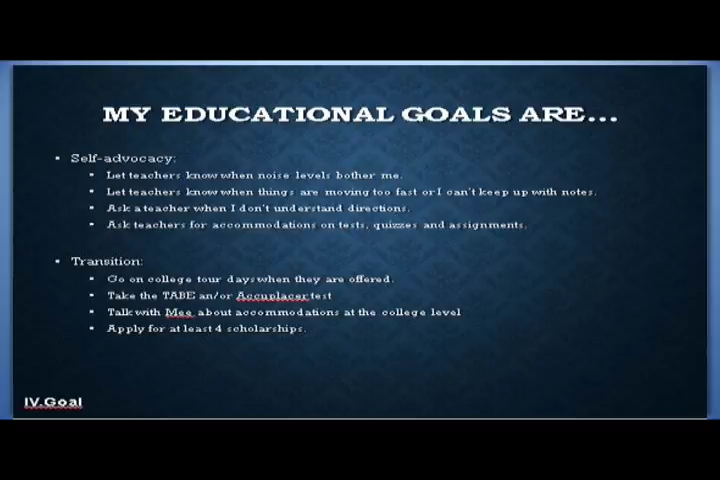 MY EDUCATIONAL GOALS ARE...
Self-advocacy:
Let teachers know when noise levels bother me.
Let teachers know when things are moving too fast or I can't keep up with notes.
Ask a teacher when I don't understand directions.
Ask teachers for accommodations on tests, quizzes and assignments.
Transition:
Go on college tour days when they are offered.
Take the TABE an/or Accuplacer test
Talk with Mee about accommodations at the college level
Apply for at least 4 scholarships.
IV.Goal